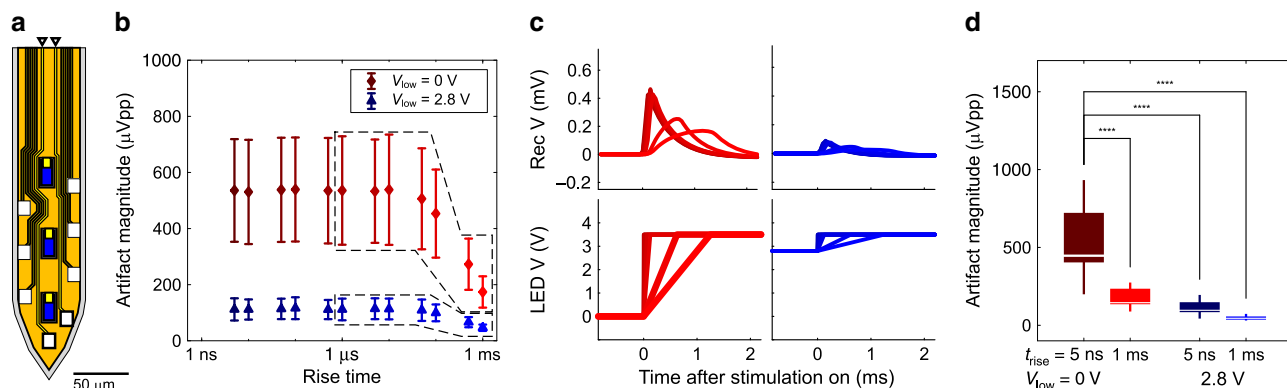 a
50 µm
b
Artifact magnitude (µVpp)
1000
800
600
400
200
0
V_low = 0 V
V_low = 2.8 V
1 ns
1 µs
1 ms
Rise time
c
Rec V (mV)
0.6
0.4
0.2
0
−0.2
LED V (V)
4
3
2
1
0
0 1 2
0 1 2
Time after stimulation on (ms)
d
Artifact magnitude (µVpp)
1500
1000
500
0
****
****
****
t_rise = 5 ns 1 ms 5 ns 1 ms
V_low = 0 V 2.8 V